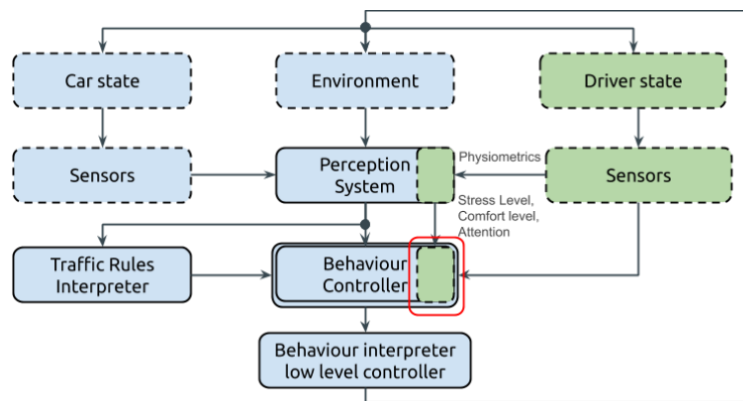 Car state
Environment
Driver state
Sensors
Perception
System
Physiometrics
Sensors
Stress Level,
Comfort level,
Attention
Traffic Rules
Interpreter
Behaviour
Controller
Behaviour interpreter
low level controller